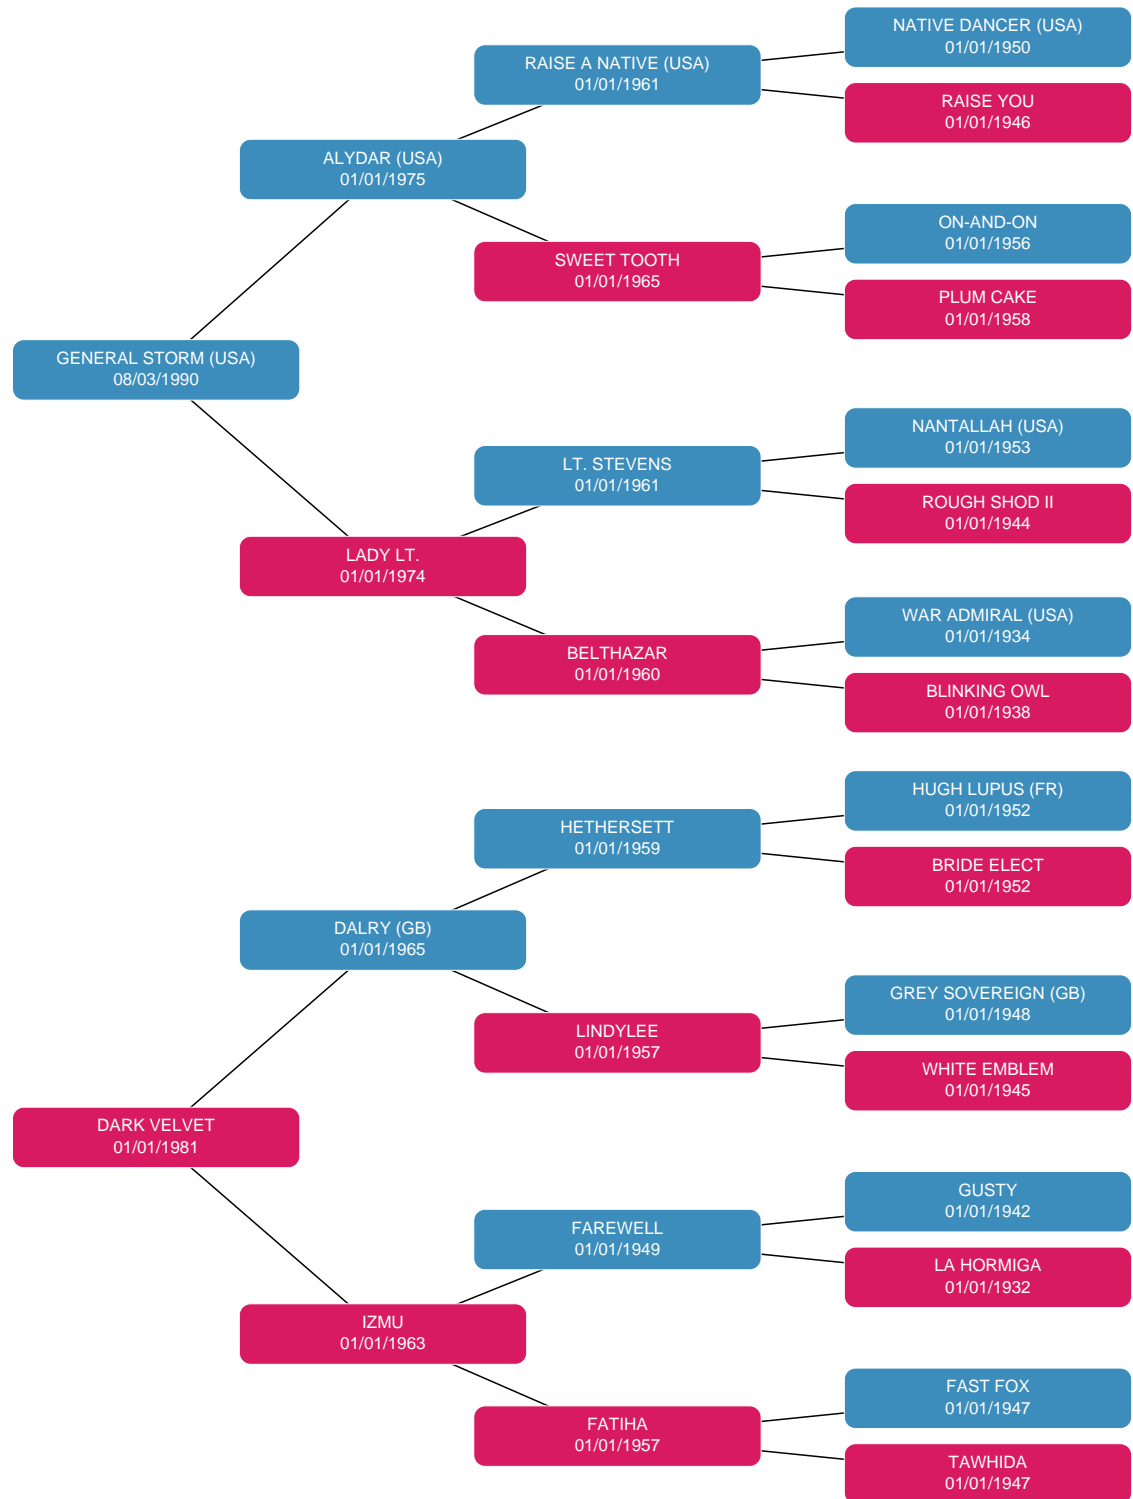 NATIVE DANCER (USA)
01/01/1950
RAISE A NATIVE (USA)
01/01/1961
RAISE YOU
01/01/1946
ALYDAR (USA)
01/01/1975
ON-AND-ON
01/01/1956
SWEET TOOTH
01/01/1965
PLUM CAKE
01/01/1958
GENERAL STORM (USA)
08/03/1990
NANTALLAH (USA)
01/01/1953
LT. STEVENS
01/01/1961
ROUGH SHOD II
01/01/1944
LADY LT.
01/01/1974
WAR ADMIRAL (USA)
01/01/1934
BELTHAZAR
01/01/1960
BLINKING OWL
01/01/1938
HUGH LUPUS (FR)
01/01/1952
HETHERSETT
01/01/1959
BRIDE ELECT
01/01/1952
DALRY (GB)
01/01/1965
GREY SOVEREIGN (GB)
01/01/1948
LINDYLEE
01/01/1957
WHITE EMBLEM
01/01/1945
DARK VELVET
01/01/1981
GUSTY
01/01/1942
FAREWELL
01/01/1949
LA HORMIGA
01/01/1932
IZMU
01/01/1963
FAST FOX
01/01/1947
FATIHA
01/01/1957
TAWHIDA
01/01/1947